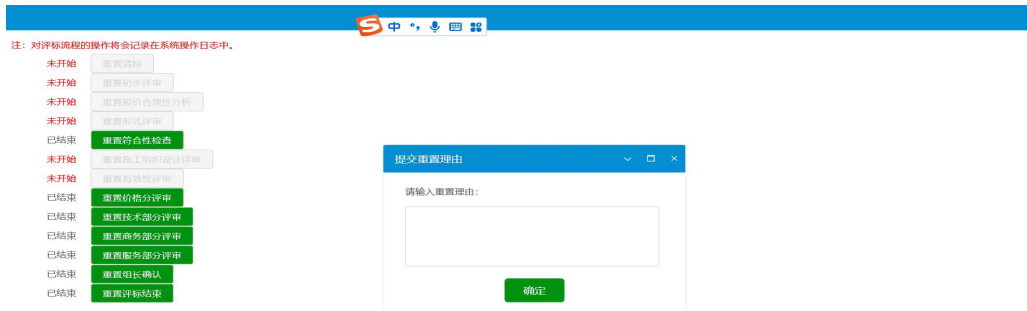 中
注：对评标流程的操作将会记录在系统操作日志中。
未开始 重置清标
未开始 重置初步评审
未开始 重置报价合理性分析
未开始 重置形式评审
已结束 重置符合性检查
未开始 重置施工组织设计评审
未开始 重置有效性评审
已结束 重置价格分评审
已结束 重置技术部分评审
已结束 重置商务部分评审
已结束 重置服务部分评审
已结束 重置组长确认
已结束 重置评标结束
提交重置理由
请输入重置理由：
确定